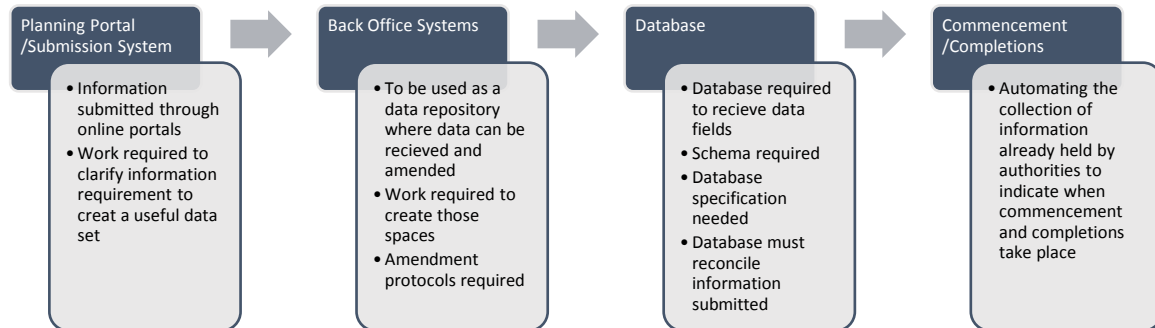 Planning Portal
/Submission System
• Information
submitted through
online portals
• Work required to
clarify information
requirement to
creat a useful data
set
Back Office Systems
• To be used as a
data repository
where data can be
recieved and
amended
• Work required to
create those
spaces
• Amendment
protocols required
Database
• Database required
to recieve data
fields
• Schema required
• Database
specification
needed
• Database must
reconcile
information
submitted
Commencement
/Completions
• Automating the
collection of
information
already held by
authorities to
indicate when
commencement
and completions
take place